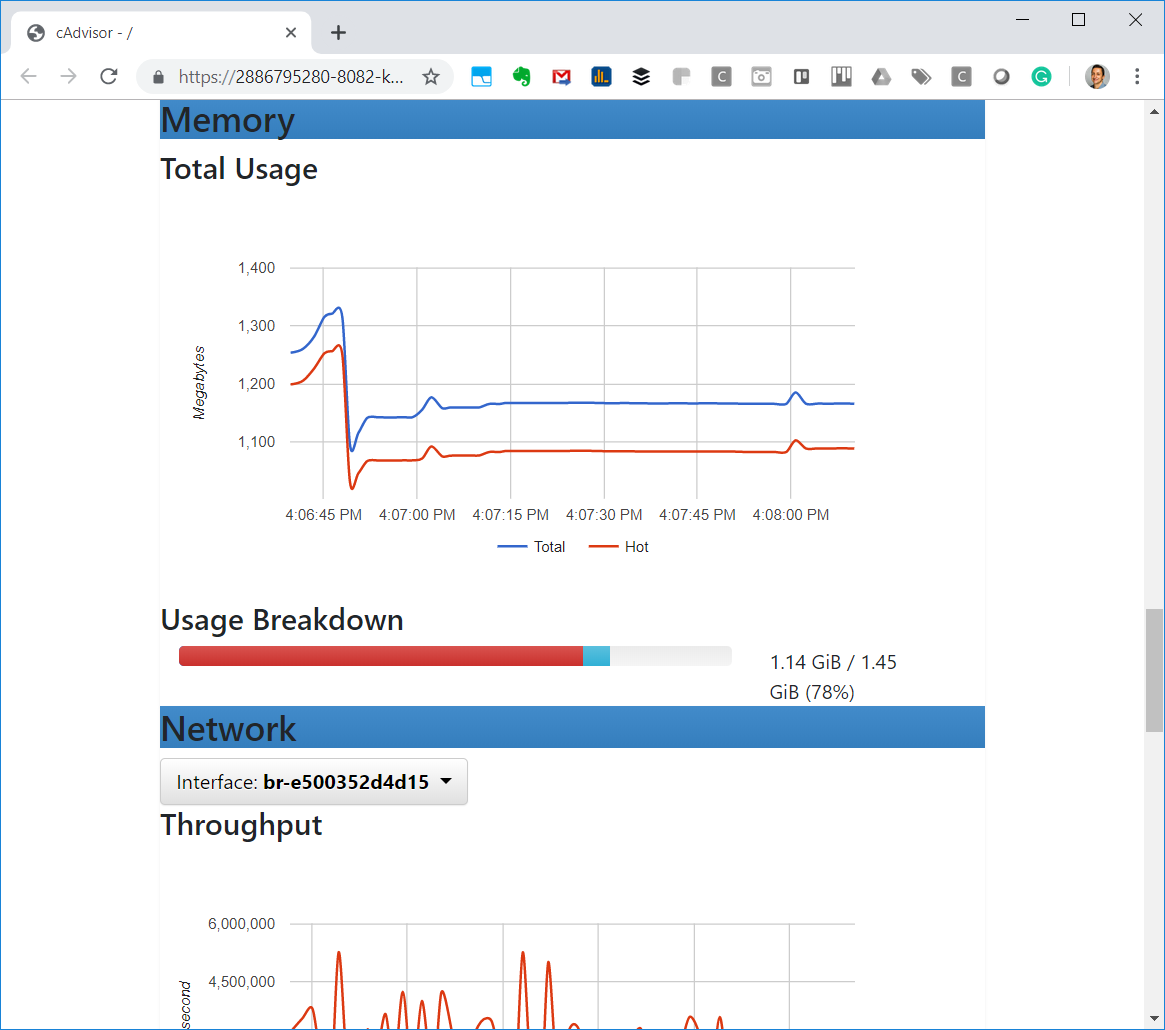 cAdvisor - /
https://2886795280-8082-k...
C
C
G
Memory
Total Usage
1,400
1,300
1,200
1,100
Megabytes
4:06:45 PM 4:07:00 PM 4:07:15 PM 4:07:30 PM 4:07:45 PM 4:08:00 PM
Total Hot
Usage Breakdown
1.14 GiB / 1.45
GiB (78%)
Network
Interface: br-e500352d4d15
Throughput
6,000,000
4,500,000
second